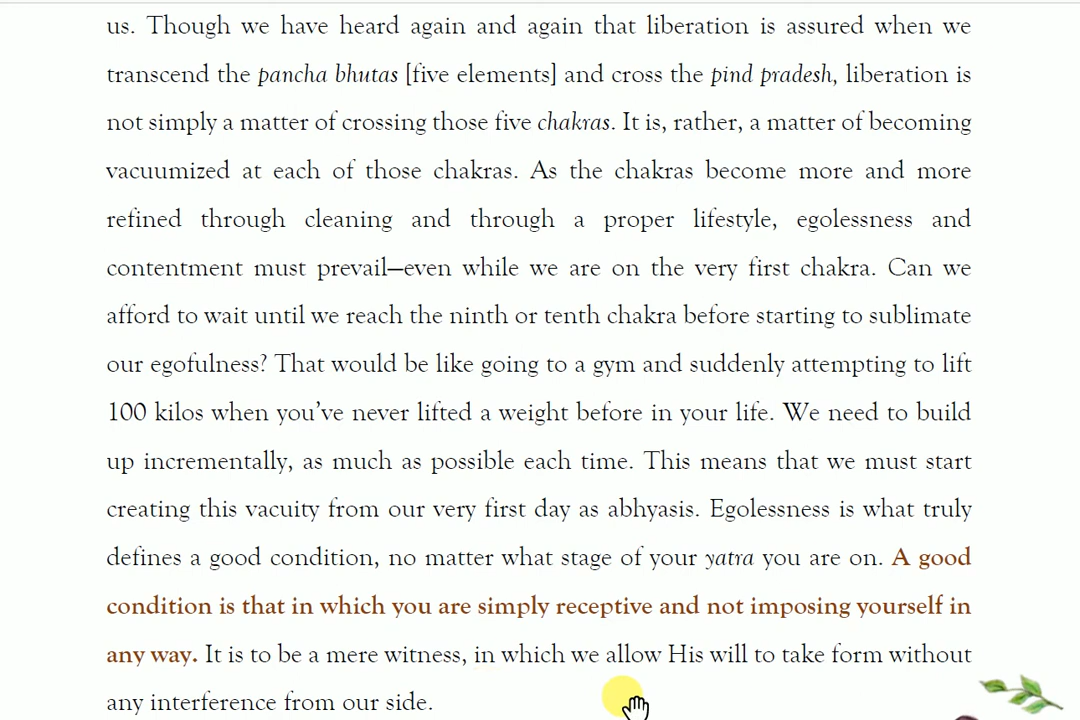 us. Though we have heard again and again that liberation is assured when we
transcend the pancha bhutas [five elements] and cross the pind pradesh, liberation is
not simply a matter of crossing those five chakras. It is, rather, a matter of becoming
vacuumized at each of those chakras. As the chakras become more and more
refined through cleaning and through a proper lifestyle, egolessness and
contentment must prevail—even while we are on the very first chakra. Can we
afford to wait until we reach the ninth or tenth chakra before starting to sublimate
our egofulness? That would be like going to a gym and suddenly attempting to lift
100 kilos when you’ve never lifted a weight before in your life. We need to build
up incrementally, as much as possible each time. This means that we must start
creating this vacuity from our very first day as abhyasis. Egolessness is what truly
defines a good condition, no matter what stage of your yatra you are on. A good
condition is that in which you are simply receptive and not imposing yourself in
any way. It is to be a mere witness, in which we allow His will to take form without
any interference from our side.